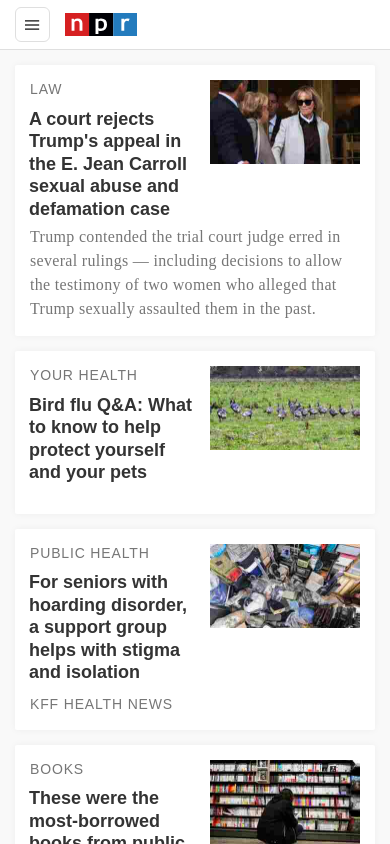 npr
LAW
A court rejects
Trump's appeal in
the E. Jean Carroll
sexual abuse and
defamation case
Trump contended the trial court judge erred in
several rulings — including decisions to allow
the testimony of two women who alleged that
Trump sexually assaulted them in the past.
YOUR HEALTH
Bird flu Q&A: What
to know to help
protect yourself
and your pets
PUBLIC HEALTH
For seniors with
hoarding disorder,
a support group
helps with stigma
and isolation
KFF HEALTH NEWS
BOOKS
These were the
most-borrowed
books from public